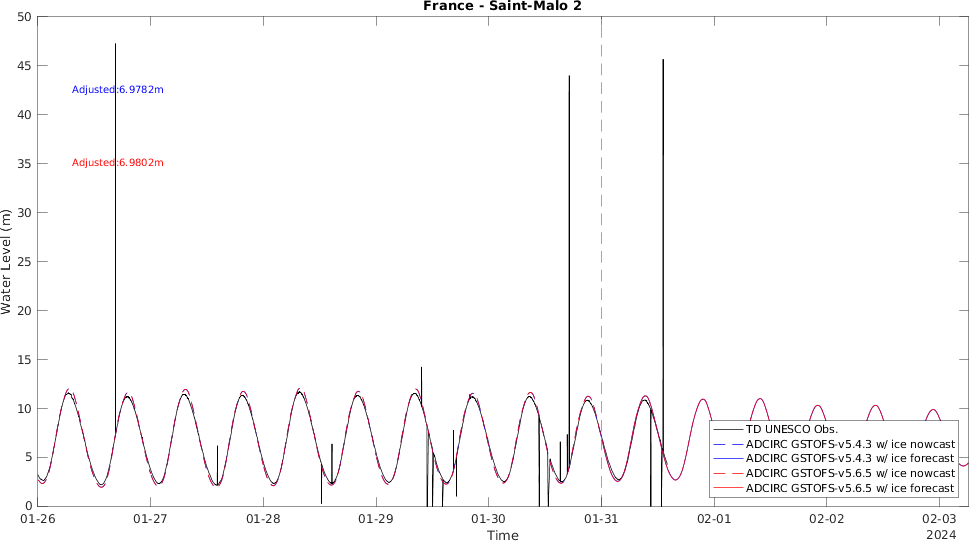 France - Saint-Malo 2
50
45
40
35
30
25
20
15
10
5
0
Water Level (m)
Adjusted:6.9782m
Adjusted:6.9802m
TD UNESCO Obs.
ADCIRC GSTOFS-v5.4.3 w/ ice nowcast
ADCIRC GSTOFS-v5.4.3 w/ ice forecast
ADCIRC GSTOFS-v5.6.5 w/ ice nowcast
ADCIRC GSTOFS-v5.6.5 w/ ice forecast
01-26 01-27 01-28 01-29 01-30 01-31 02-01 02-02 02-03
Time
2024